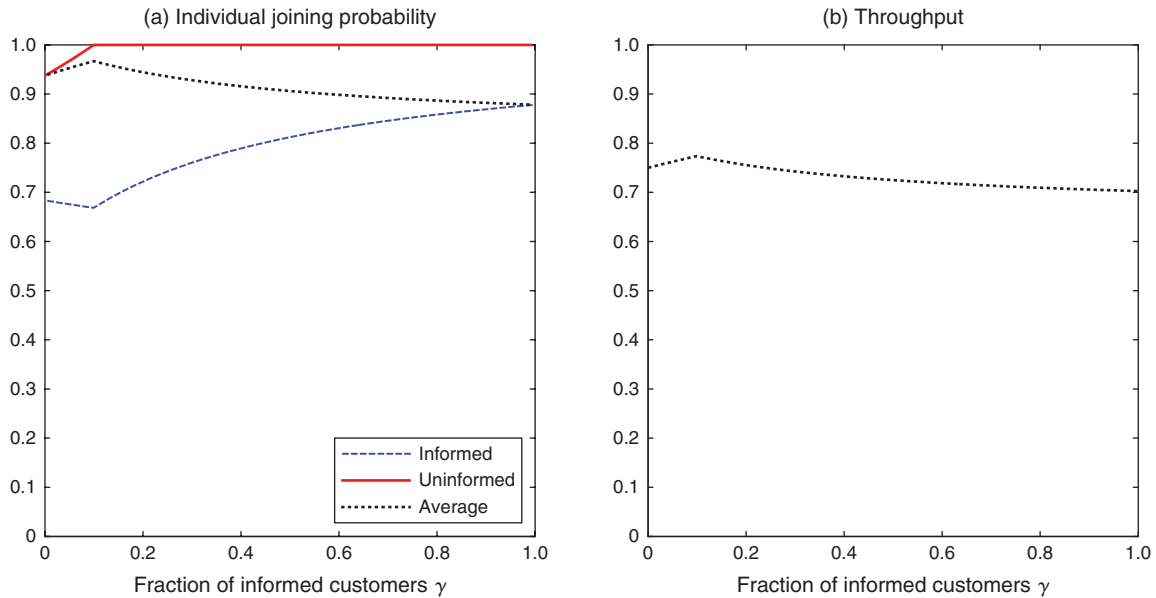 (a) Individual joining probability
1.0
0.9
0.8
0.7
0.6
0.5
0.4
0.3
0.2
0.1
0
Informed
Uninformed
Average
0 0.2 0.4 0.6 0.8 1.0
Fraction of informed customers γ
(b) Throughput
1.0
0.9
0.8
0.7
0.6
0.5
0.4
0.3
0.2
0.1
0
0 0.2 0.4 0.6 0.8 1.0
Fraction of informed customers γ